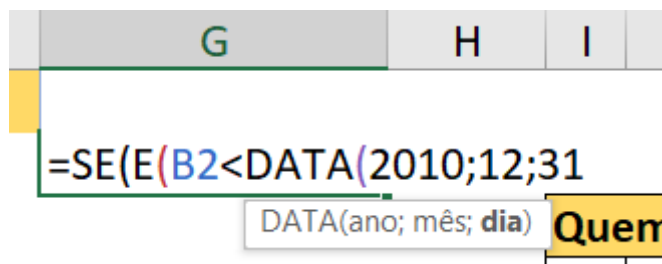 G H I
=SE(E(B2<DATA(2010;12;31
DATA(ano; mês; dia)
Quem